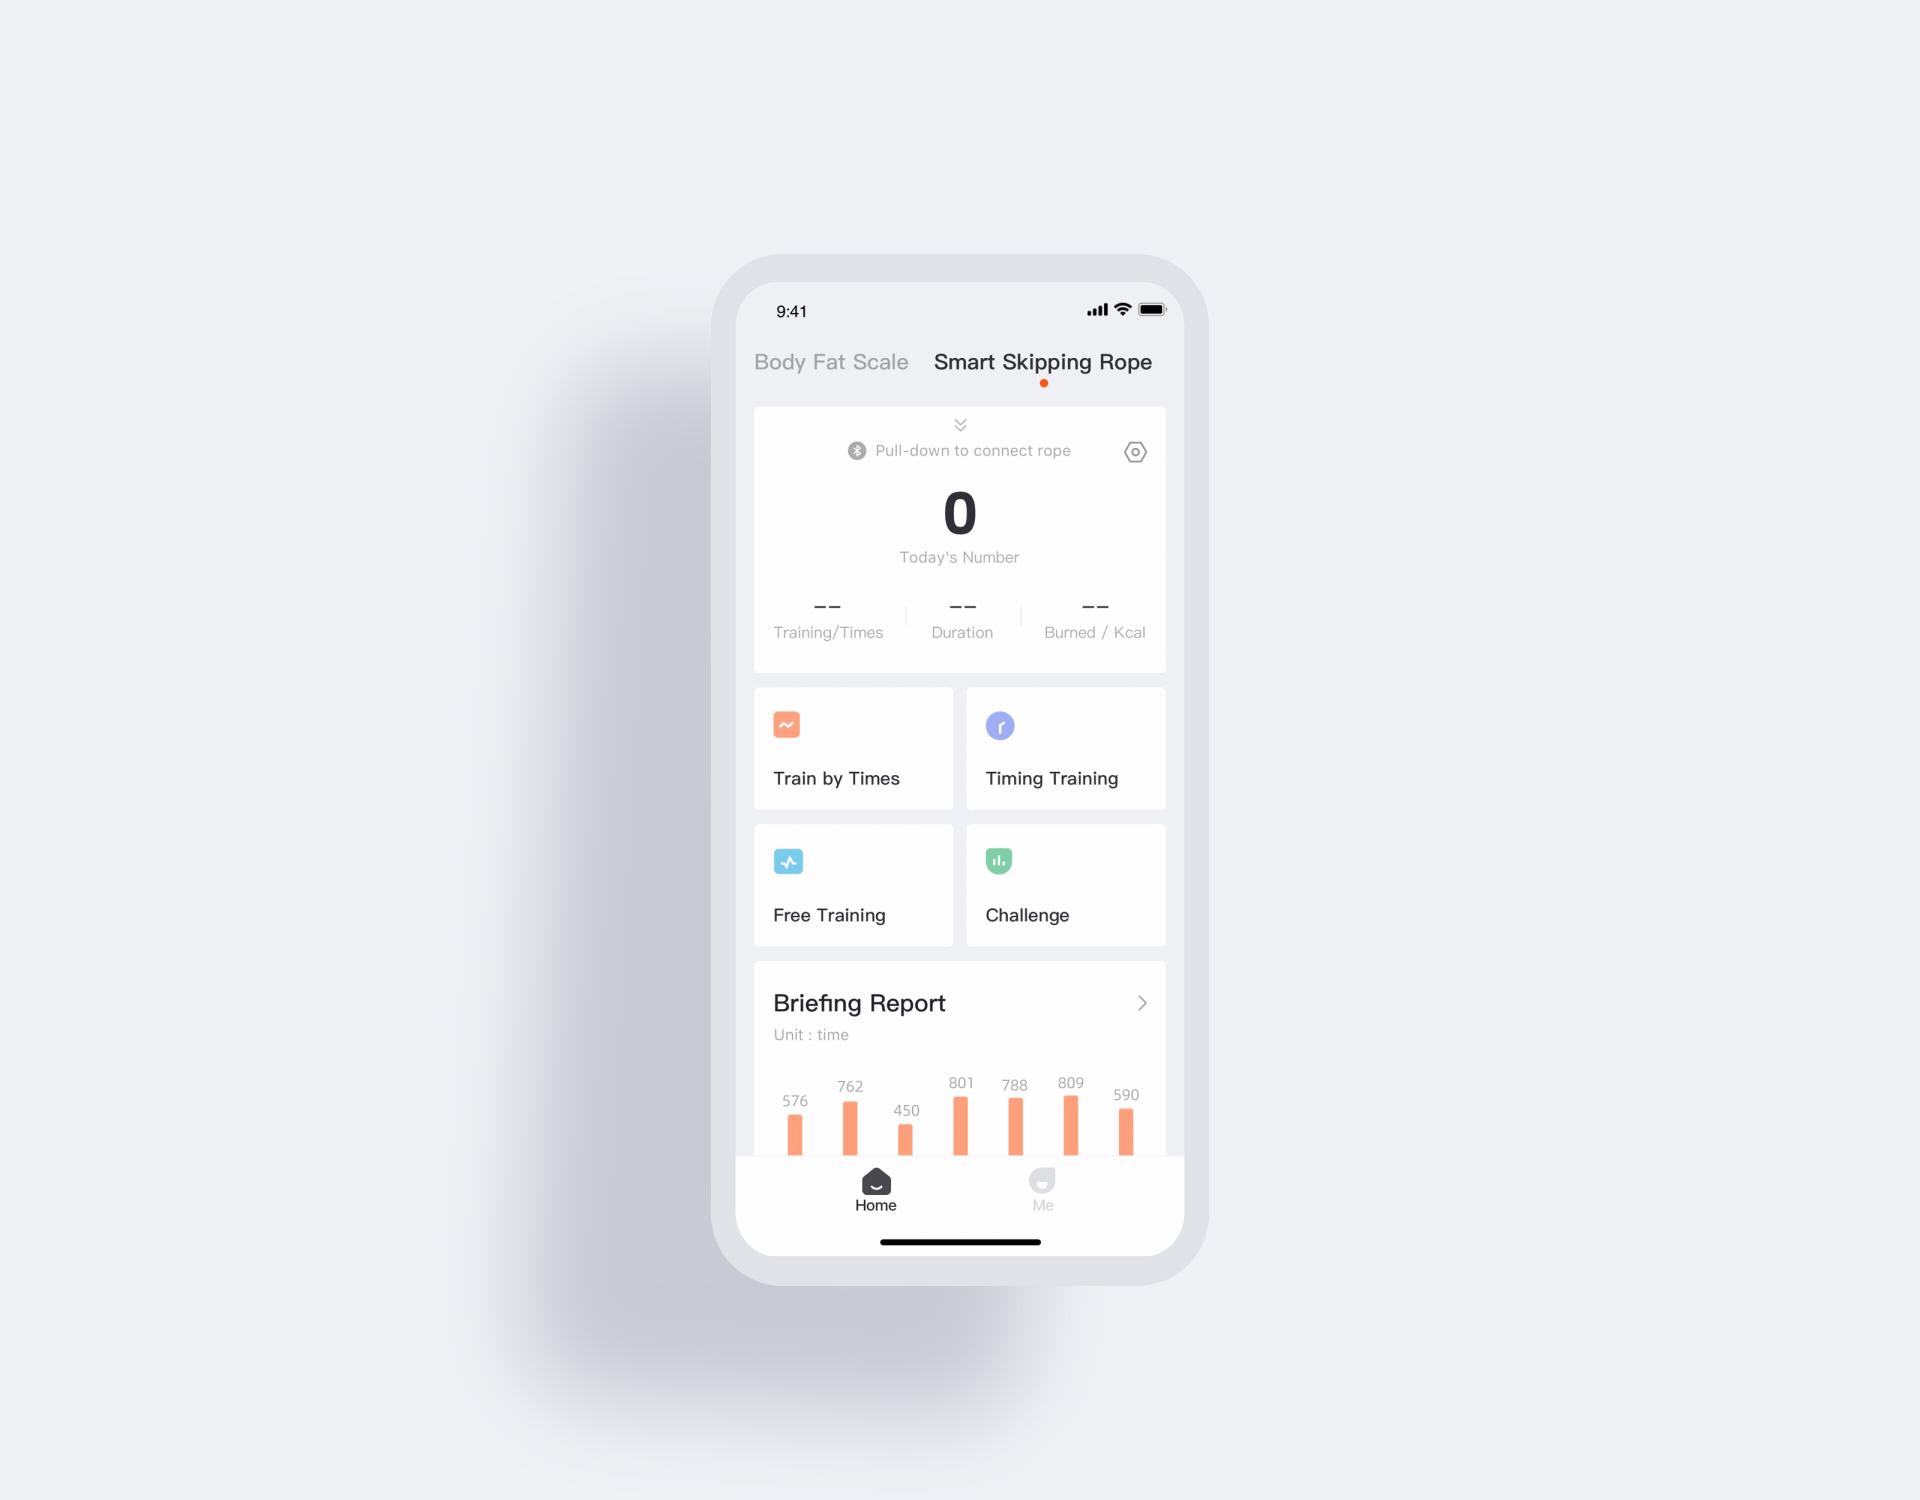 9:41
Body Fat Scale Smart Skipping Rope
Pull-down to connect rope
0
Today's Number
-- -- --
Training/Times Duration Burned / Kcal
Train by Times Timing Training
Free Training Challenge
Briefing Report
Unit : time
576 762 450 801 788 809 590
Home Me